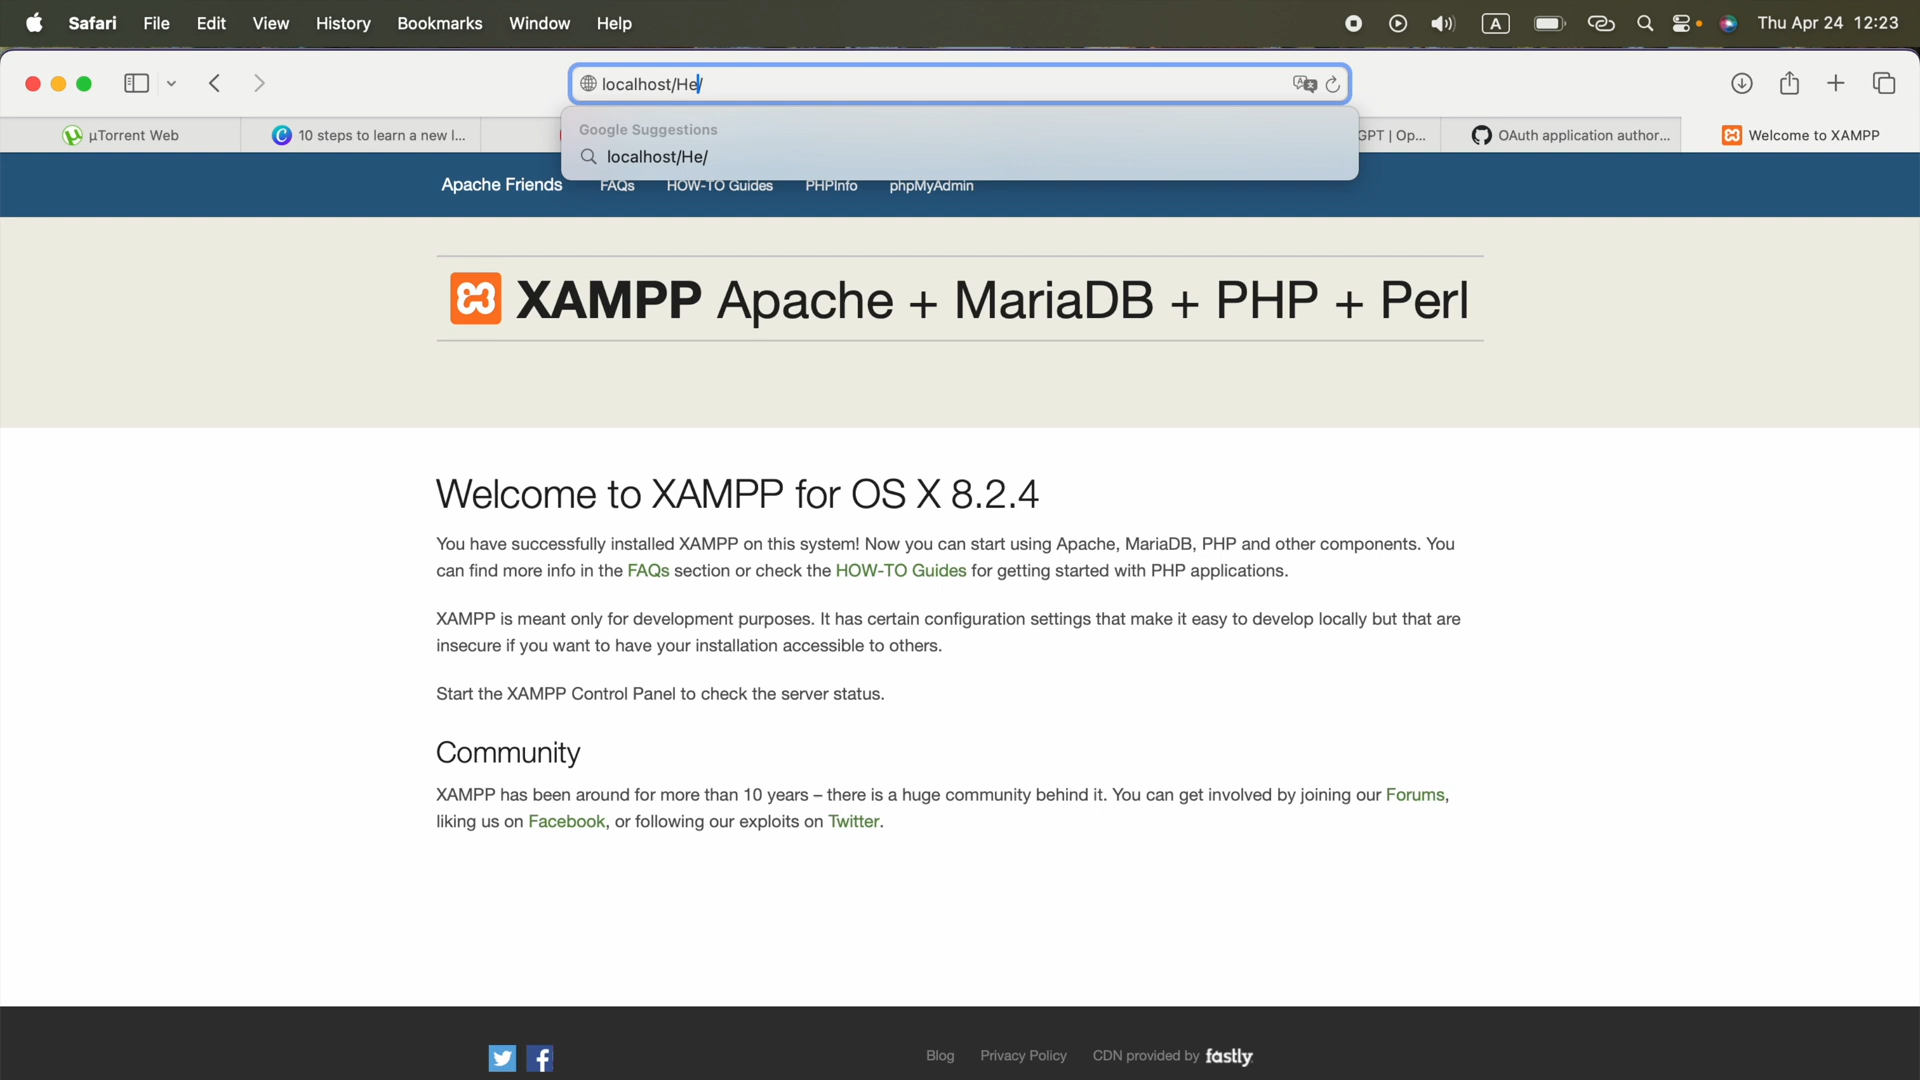 Safari File Edit View History Bookmarks Window Help A Thu Apr 24 12:23
localhost/He/
µTorrent Web 10 steps to learn a new l... GPT | Op... OAuth application author... Welcome to XAMPP
Google Suggestions
localhost/He/
Apache Friends FAQs HOW-TO Guides PHPInfo phpMyAdmin
XAMPP Apache + MariaDB + PHP + Perl
Welcome to XAMPP for OS X 8.2.4
You have successfully installed XAMPP on this system! Now you can start using Apache, MariaDB, PHP and other components. You
can find more info in the FAQs section or check the HOW-TO Guides for getting started with PHP applications.
XAMPP is meant only for development purposes. It has certain configuration settings that make it easy to develop locally but that are
insecure if you want to have your installation accessible to others.
Start the XAMPP Control Panel to check the server status.
Community
XAMPP has been around for more than 10 years – there is a huge community behind it. You can get involved by joining our Forums,
liking us on Facebook, or following our exploits on Twitter.
Blog Privacy Policy CDN provided by fastly